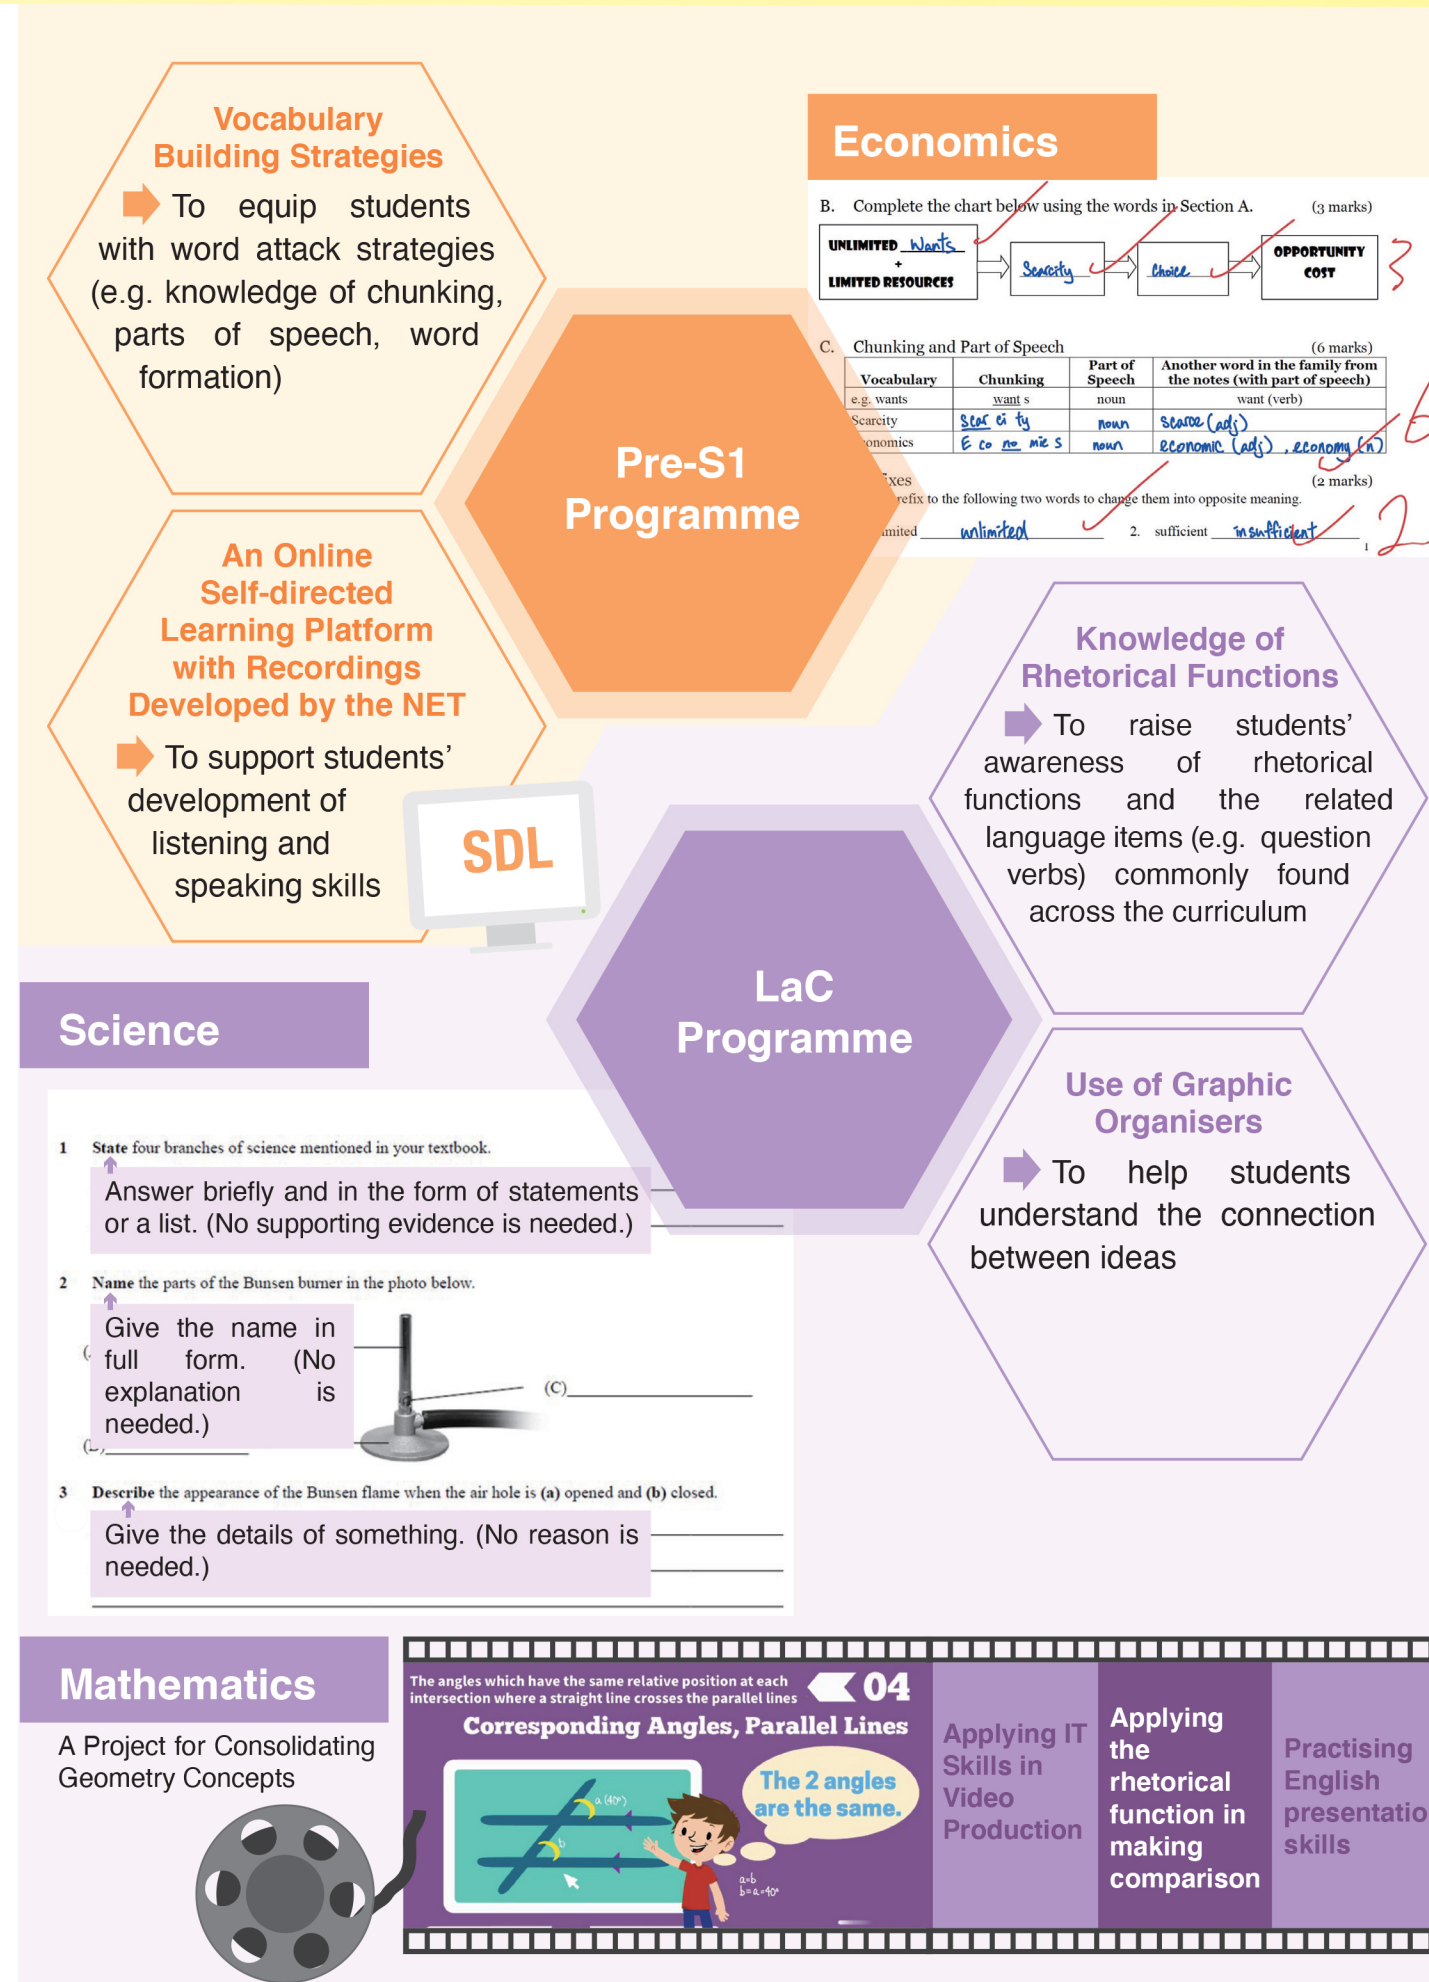 Vocabulary
Building Strategies
To equip students
with word attack strategies
(e.g. knowledge of chunking,
parts of speech, word
formation)
An Online
Self-directed
Learning Platform
with Recordings
Developed by the NET
To support students'
development of
listening and
speaking skills
SDL
Pre-S1
Programme
Economics
B. Complete the chart below using the words in Section A. (3 marks)
UNLIMITED Wants
+
LIMITED RESOURCES
Scarcity
Choice
OPPORTUNITY
COST
3
C. Chunking and Part of Speech (6 marks)
Vocabulary Chunking Part of Speech Another word in the family from the notes (with part of speech)
e.g. wants want s noun want (verb)
Scarcity scar ci ty noun scarce (adj)
onomics E co no mic s noun economic (adj), economy (n)
6
ixes (2 marks)
refix to the following two words to change them into opposite meaning.
mited unlimited 2. sufficient insufficient
1
2
Knowledge of
Rhetorical Functions
To raise students'
awareness of rhetorical
functions and the related
language items (e.g. question
verbs) commonly found
across the curriculum
LaC
Programme
Use of Graphic
Organisers
To help students
understand the connection
between ideas
Science
1 State four branches of science mentioned in your textbook.
Answer briefly and in the form of statements
or a list. (No supporting evidence is needed.)
2 Name the parts of the Bunsen burner in the photo below.
Give the name in
full form. (No
explanation is
needed.)
(C)
3 Describe the appearance of the Bunsen flame when the air hole is (a) opened and (b) closed.
Give the details of something. (No reason is
needed.)
Mathematics
A Project for Consolidating
Geometry Concepts
The angles which have the same relative position at each
intersection where a straight line crosses the parallel lines
04
Corresponding Angles, Parallel Lines
a (40°)
b
The 2 angles
are the same.
a=b
b=a=40°
Applying IT
Skills in
Video
Production
Applying
the
rhetorical
function in
making
comparison
Practising
English
presentatio
skills